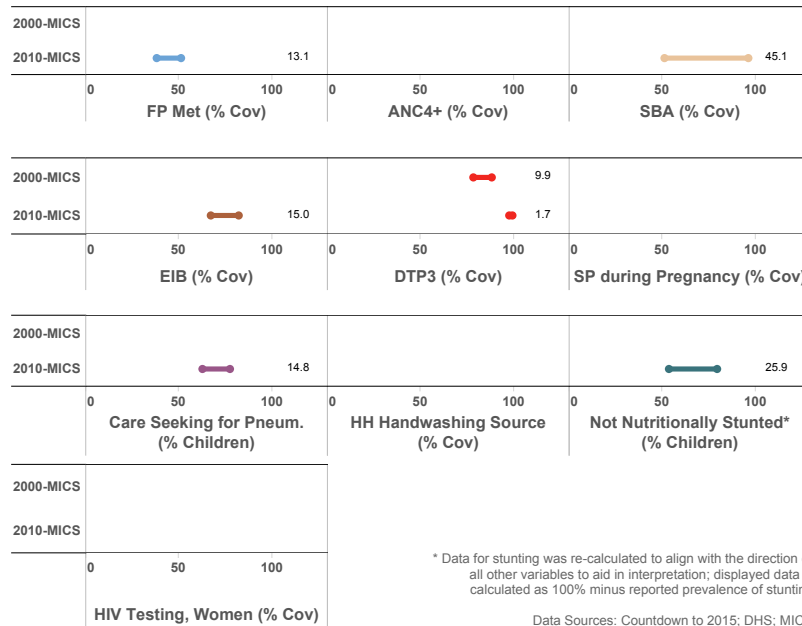 2000-MICS
2010-MICS 13.1 45.1
0 50 100 0 50 100 0 50 100
FP Met (% Cov) ANC4+ (% Cov) SBA (% Cov)
2000-MICS 9.9
2010-MICS 15.0 1.7
0 50 100 0 50 100 0 50 100
EIB (% Cov) DTP3 (% Cov) SP during Pregnancy (% Cov)
2000-MICS
2010-MICS 14.8 25.9
0 50 100 0 50 100 0 50 100
Care Seeking for Pneum. HH Handwashing Source Not Nutritionally Stunted*
(% Children) (% Cov) (% Children)
2000-MICS
2010-MICS
0 50 100
HIV Testing, Women (% Cov)
* Data for stunting was re-calculated to align with the direction
all other variables to aid in interpretation; displayed data
calculated as 100% minus reported prevalence of
Data Sources: Countdown to 2015; DHS;